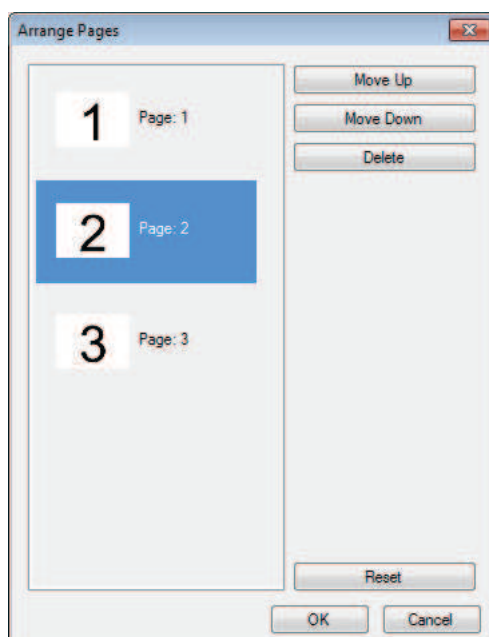 Arrange Pages
1 Page: 1
2 Page: 2
3 Page: 3
Move Up
Move Down
Delete
Reset
OK Cancel